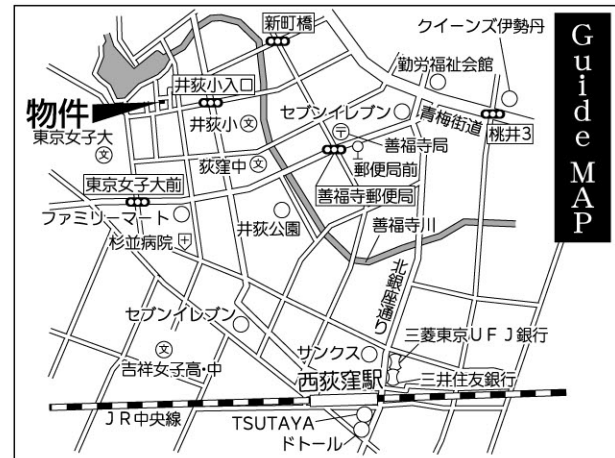 Guide MAP
クイーンズ伊勢丹
新町橋
勤労福祉会館
井荻小入口
物件
セブンイレブン
青梅街道
桃井3
井荻小
文
善福寺局
東京女子大
文
荻窪中
文
郵便局前
東京女子大前
善福寺郵便局
ファミリーマート
井荻公園
善福寺川
杉並病院
北銀座通り
セブンイレブン
三菱東京UFJ銀行
文
サンクス
吉祥女子高・中
西荻窪駅
三井住友銀行
JR中央線
TSUTAYA
ドトール